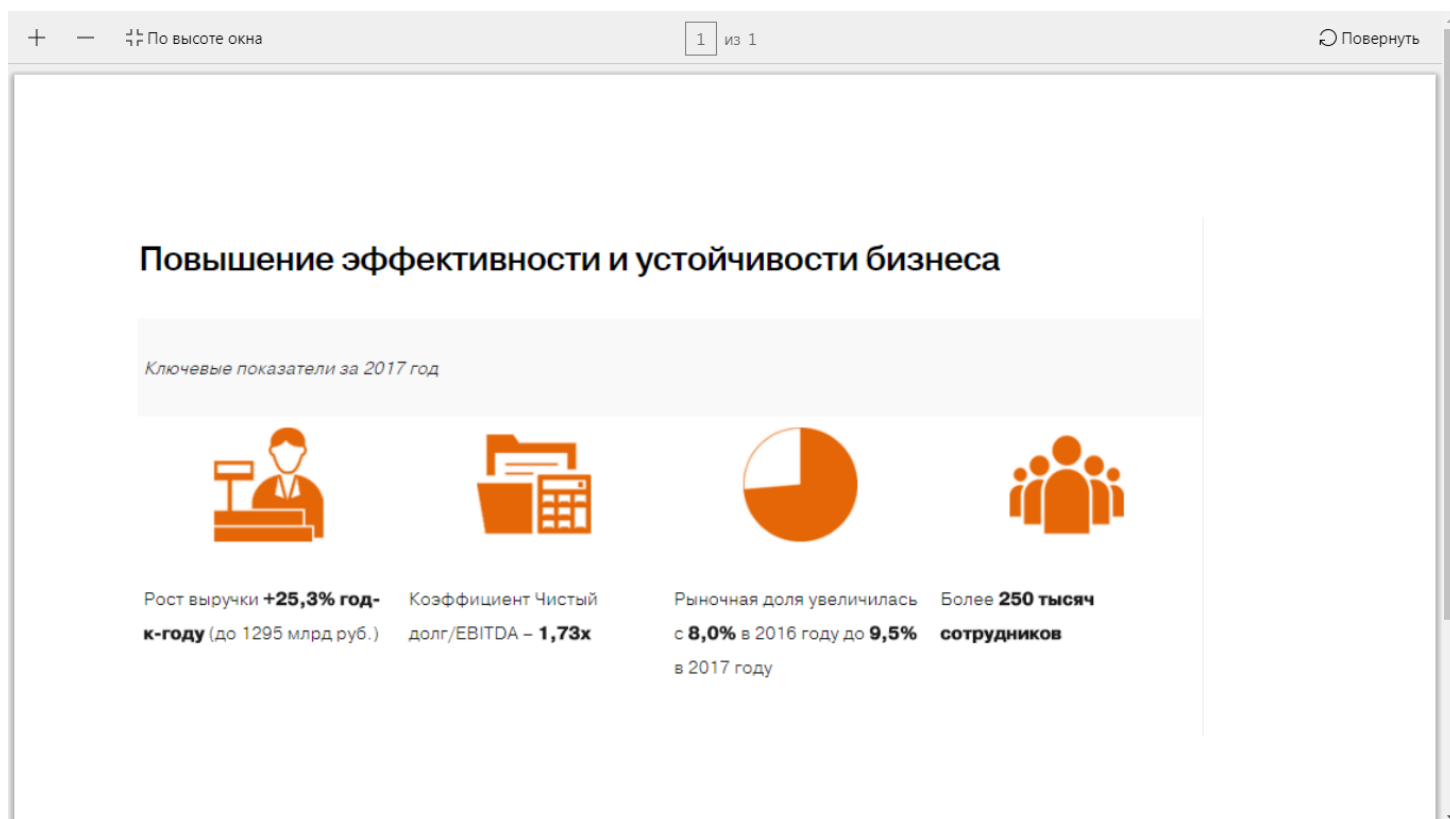 По высоте окна
1 из 1
Повернуть
Повышение эффективности и устойчивости бизнеса
Ключевые показатели за 2017 год
Рост выручки +25,3% год-
к-году (до 1295 млрд руб.)
Коэффициент Чистый
долг/EBITDA – 1,73x
Рыночная доля увеличилась
с 8,0% в 2016 году до 9,5%
в 2017 году
Более 250 тысяч
сотрудников